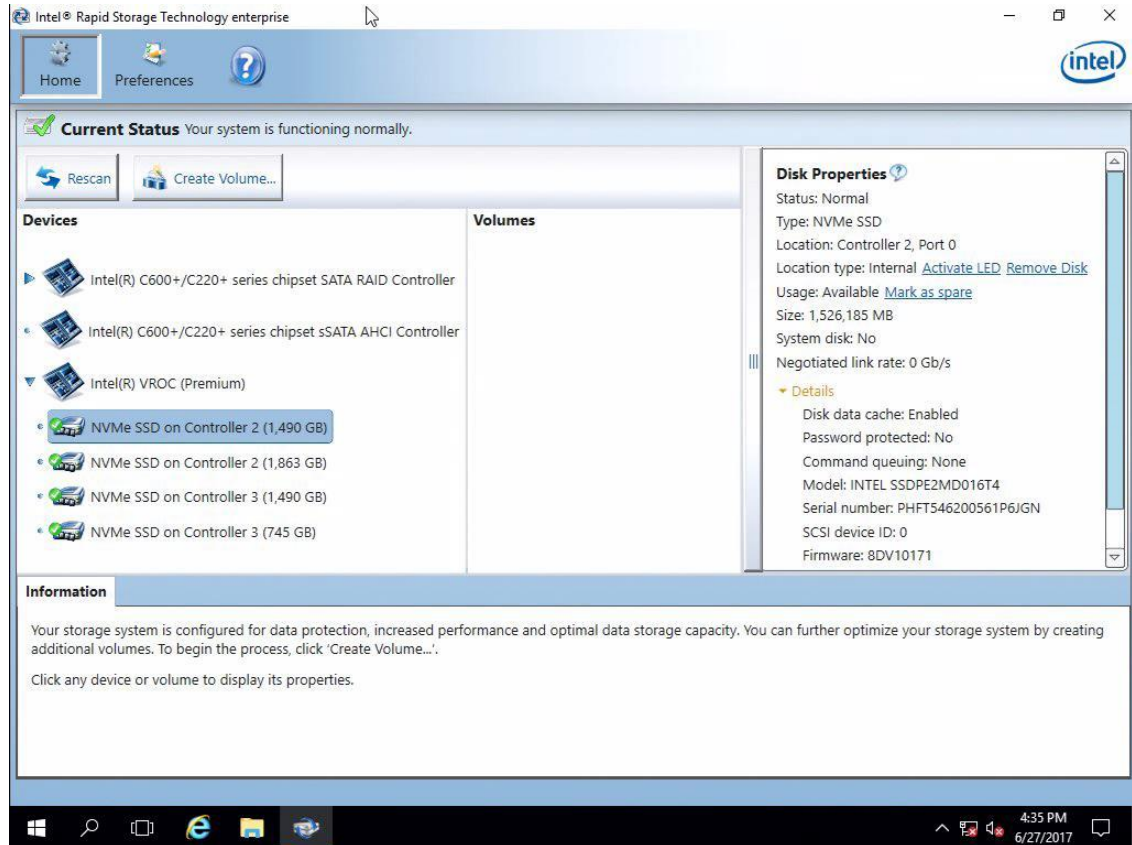 Intel® Rapid Storage Technology enterprise
Home
Preferences
?
intel
Current Status Your system is functioning normally.
Rescan
Create Volume...
Devices
Intel(R) C600+/C220+ series chipset SATA RAID Controller
Intel(R) C600+/C220+ series chipset sSATA AHCI Controller
Intel(R) VROC (Premium)
NVMe SSD on Controller 2 (1,490 GB)
NVMe SSD on Controller 2 (1,863 GB)
NVMe SSD on Controller 3 (1,490 GB)
NVMe SSD on Controller 3 (745 GB)
Volumes
Disk Properties ?
Status: Normal
Type: NVMe SSD
Location: Controller 2, Port 0
Location type: Internal Activate LED Remove Disk
Usage: Available Mark as spare
Size: 1,526,185 MB
System disk: No
Negotiated link rate: 0 Gb/s
Details
Disk data cache: Enabled
Password protected: No
Command queuing: None
Model: INTEL SSDPE2MD016T4
Serial number: PHFT546200561P6JGN
SCSI device ID: 0
Firmware: 8DV10171
Information
Your storage system is configured for data protection, increased performance and optimal data storage capacity. You can further optimize your storage system by creating
additional volumes. To begin the process, click 'Create Volume...'.
Click any device or volume to display its properties.
4:35 PM
6/27/2017